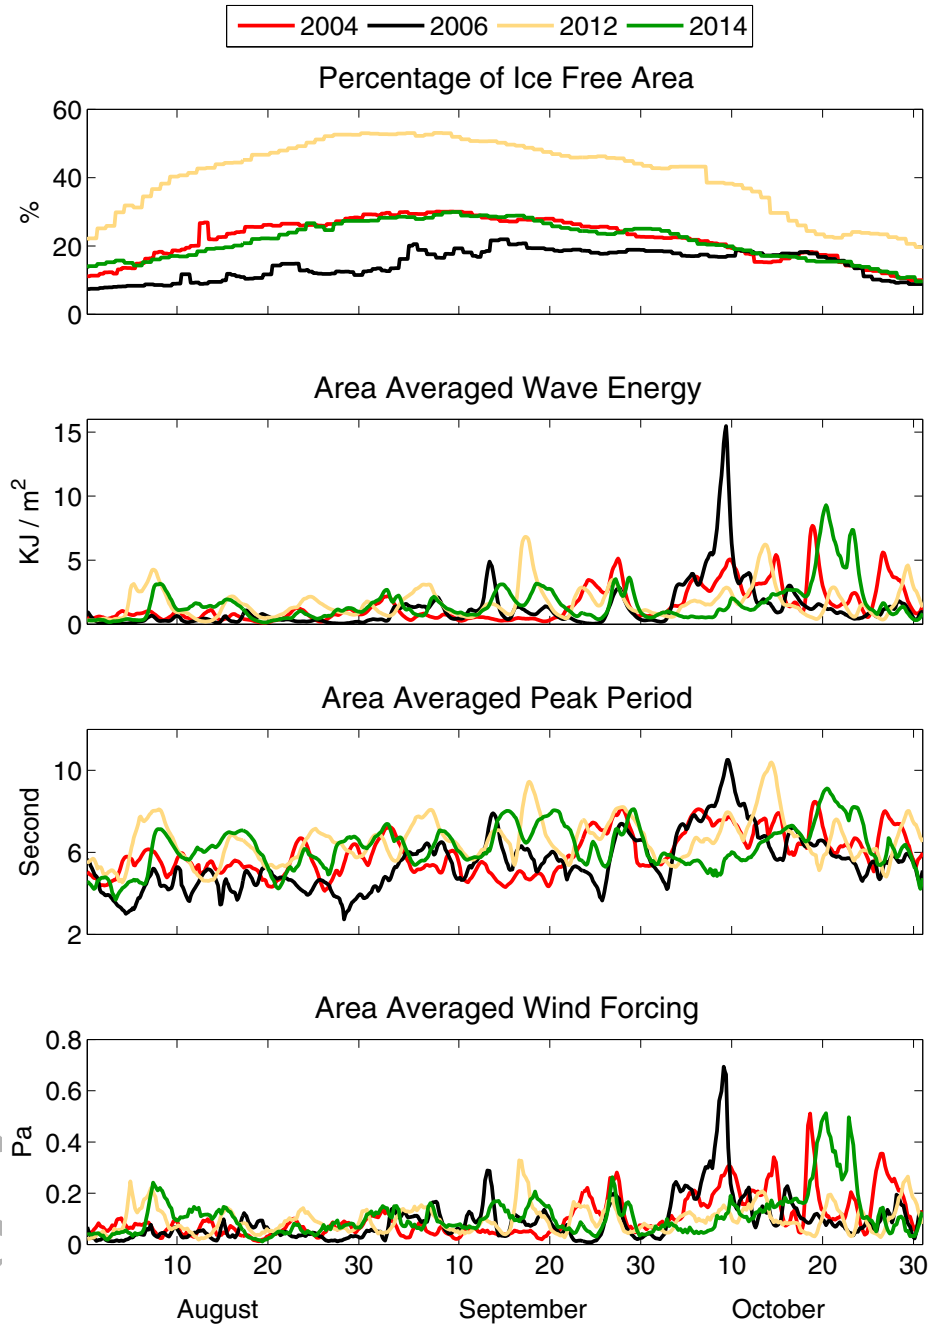 2004 2006 2012 2014
Percentage of Ice Free Area
60
40
20
0
%
Area Averaged Wave Energy
15
10
5
0
KJ / m²
Area Averaged Peak Period
10
6
2
Second
Area Averaged Wind Forcing
0.8
0.6
0.4
0.2
0
Pa
10 20 30 10 20 30 10 20 30
August September October